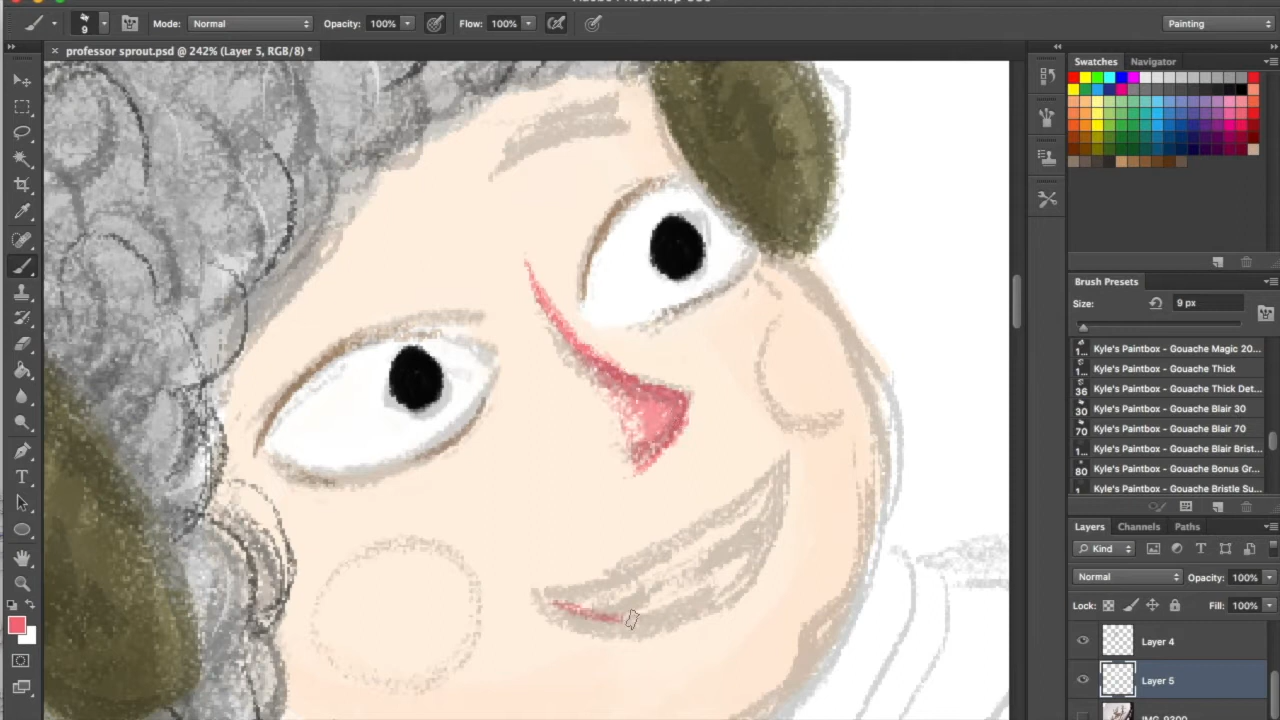 9
Mode: Normal
Opacity: 100%
Flow: 100%
Painting
professor sprout.psd @ 242% (Layer 5, RGB/8) *
Swatches
Navigator
Brush Presets
Size: 9 px
Kyle's Paintbox - Gouache Magic 20...
Kyle's Paintbox - Gouache Thick
36 Kyle's Paintbox - Gouache Thick Det...
30 Kyle's Paintbox - Gouache Blair 30
70 Kyle's Paintbox - Gouache Blair 70
Kyle's Paintbox - Gouache Blair Brist...
80 Kyle's Paintbox - Gouache Bonus Gr...
Kyle's Paintbox - Gouache Bristle Su...
Layers
Channels
Paths
Kind
Normal
Opacity: 100%
Lock:
Fill: 100%
Layer 4
Layer 5